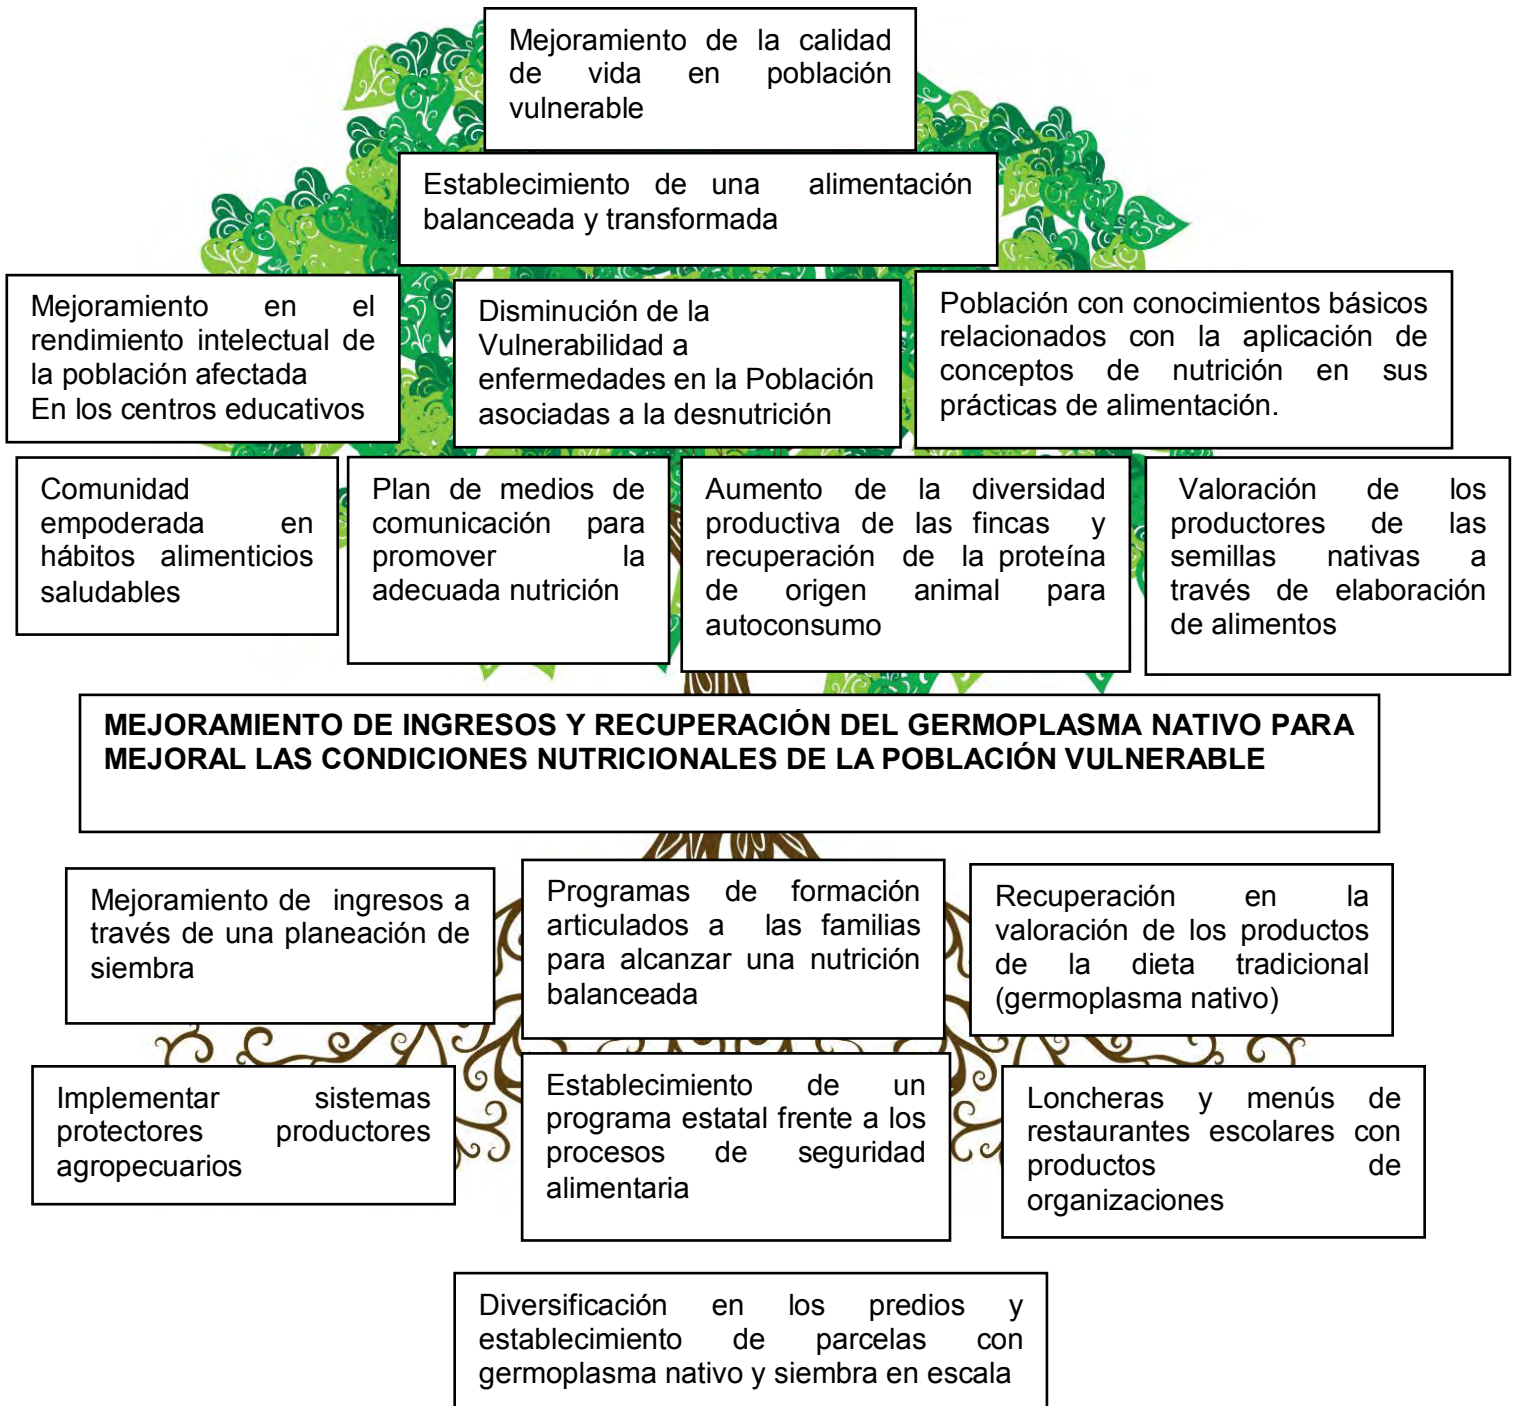 Mejoramiento de la calidad
de vida en población
vulnerable
Establecimiento de una alimentación
balanceada y transformada
Mejoramiento en el
rendimiento intelectual de
la población afectada
En los centros educativos
Disminución de la
Vulnerabilidad a
enfermedades en la Población
asociadas a la desnutrición
Población con conocimientos básicos
relacionados con la aplicación de
conceptos de nutrición en sus
prácticas de alimentación.
Comunidad
empoderada en
hábitos alimenticios
saludables
Plan de medios de
comunicación para
promover la
adecuada nutrición
Aumento de la diversidad
productiva de las fincas y
recuperación de la proteína
de origen animal para
autoconsumo
Valoración de los
productores de las
semillas nativas a
través de elaboración
de alimentos
MEJORAMIENTO DE INGRESOS Y RECUPERACIÓN DEL GERMOPLASMA NATIVO PARA
MEJORAL LAS CONDICIONES NUTRICIONALES DE LA POBLACIÓN VULNERABLE
Mejoramiento de ingresos a
través de una planeación de
siembra
Programas de formación
articulados a las familias
para alcanzar una nutrición
balanceada
Recuperación en la
valoración de los productos
de la dieta tradicional
(germoplasma nativo)
Implementar sistemas
protectores productores
agropecuarios
Establecimiento de un
programa estatal frente a los
procesos de seguridad
alimentaria
Loncheras y menús de
restaurantes escolares con
productos de
organizaciones
Diversificación en los predios y
establecimiento de parcelas con
germoplasma nativo y siembra en escala